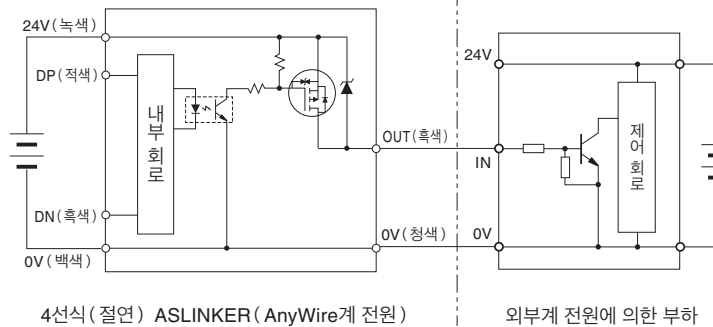 24V(녹색)
DP(적색)
내부 회로
DN(흑색)
0V(백색)
OUT(흑색)
0V(청색)
24V
IN
0V
제어 회로
4선식(절연) ASLINKER(AnyWire계 전원)
외부계 전원에 의한 부하